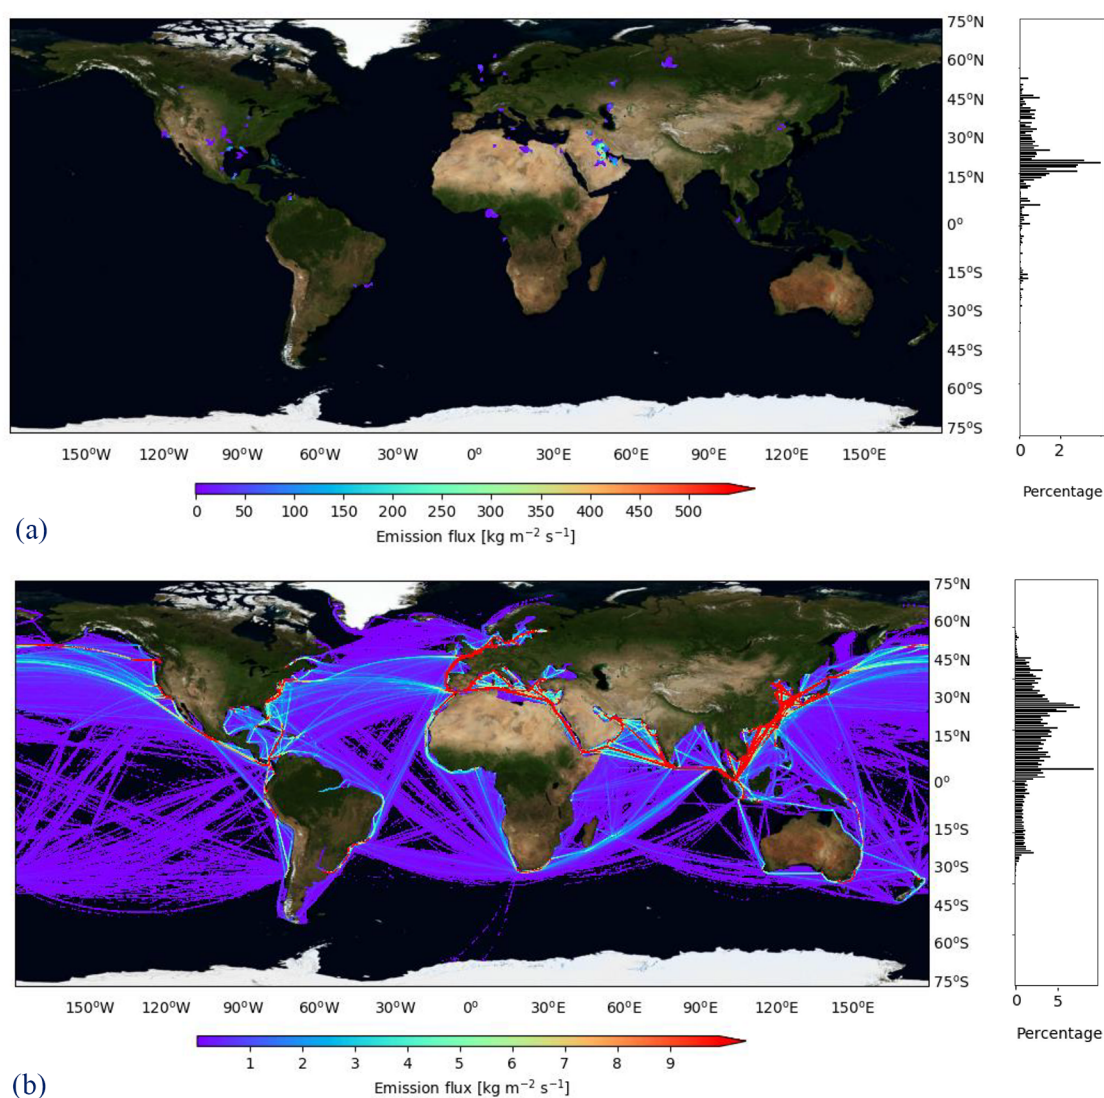 75°N
60°N
45°N
30°N
15°N
0°
15°S
30°S
45°S
60°S
75°S
150°W 120°W 90°W 60°W 30°W 0° 30°E 60°E 90°E 120°E 150°E
0 2
Percentage
0 50 100 150 200 250 300 350 400 450 500
Emission flux [kg m⁻² s⁻¹]
(a)
75°N
60°N
45°N
30°N
15°N
0°
15°S
30°S
45°S
60°S
75°S
150°W 120°W 90°W 60°W 30°W 0° 30°E 60°E 90°E 120°E 150°E
0 5
Percentage
1 2 3 4 5 6 7 8 9
Emission flux [kg m⁻² s⁻¹]
(b)